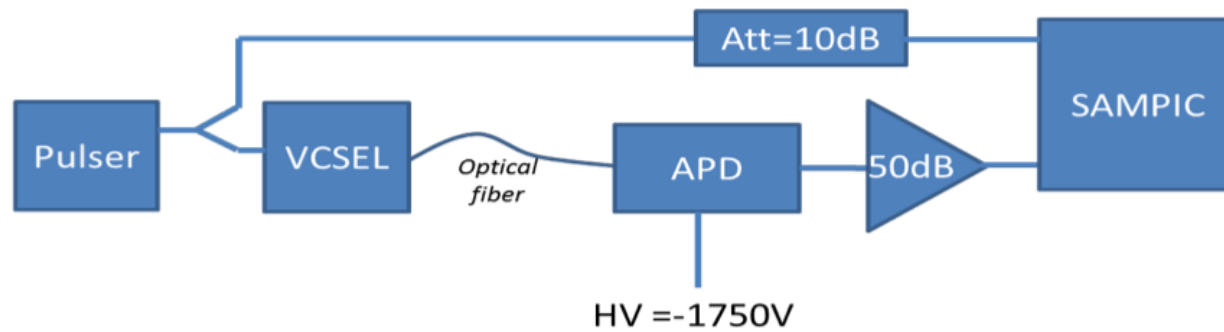 Att=10dB
SAMPIC
Pulser
VCSEL
Optical
fiber
APD
50dB
HV =-1750V